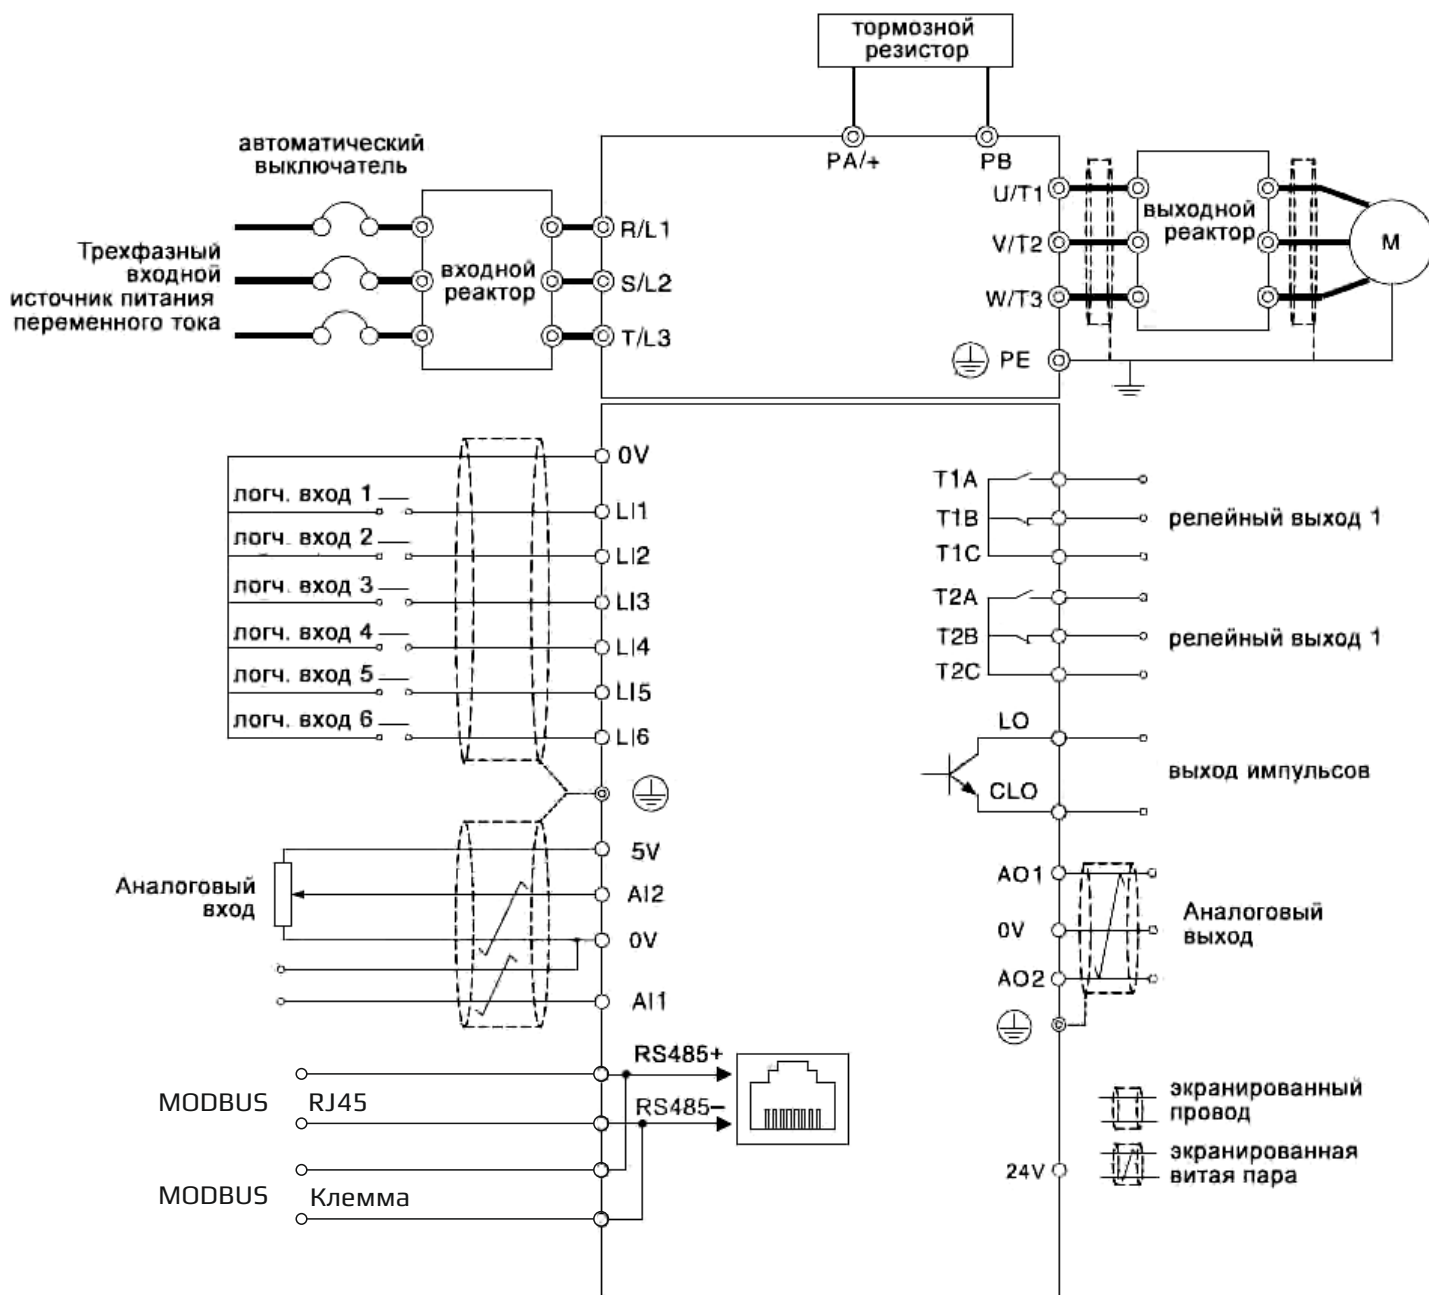 тормозной
резистор
PA/+
PB
автоматический
выключатель
Трехфазный
входной
источник питания
переменного тока
входной
реактор
R/L1
S/L2
T/L3
U/T1
V/T2
W/T3
PE
выходной
реактор
M
0V
логч. вход 1
LI1
логч. вход 2
LI2
логч. вход 3
LI3
логч. вход 4
LI4
логч. вход 5
LI5
логч. вход 6
LI6
T1A
T1B
T1C
релейный выход 1
T2A
T2B
T2C
релейный выход 1
LO
CLO
выход импульсов
Аналоговый
вход
5V
AI2
0V
AI1
AO1
0V
AO2
Аналоговый
выход
MODBUS RJ45
RS485+
RS485–
MODBUS Клемма
24V
экранированный
провод
экранированная
витая пара